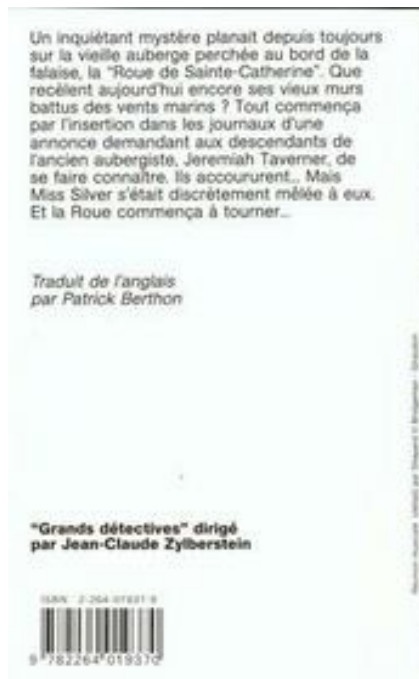 Un inquiétant mystère planait depuis toujours
sur la vieille auberge perchée au bord de la
falaise, la "Roue de Sainte-Catherine". Que
recèlent aujourd'hui encore ses vieux murs
battus des vents marins ? Tout commença
par l'insertion dans les journaux d'une
annonce demandant aux descendants de
l'ancien aubergiste, Jeremiah Taverner, de
se faire connaître. Ils accoururent... Mais
Miss Silver s'était discrètement mêlée à eux.
Et la Roue commença à tourner...
Traduit de l'anglais
par Patrick Berthon
"Grands détectives" dirigé
par Jean-Claude Zylberstein
ISBN 2-264-01937-
9 782264 019370